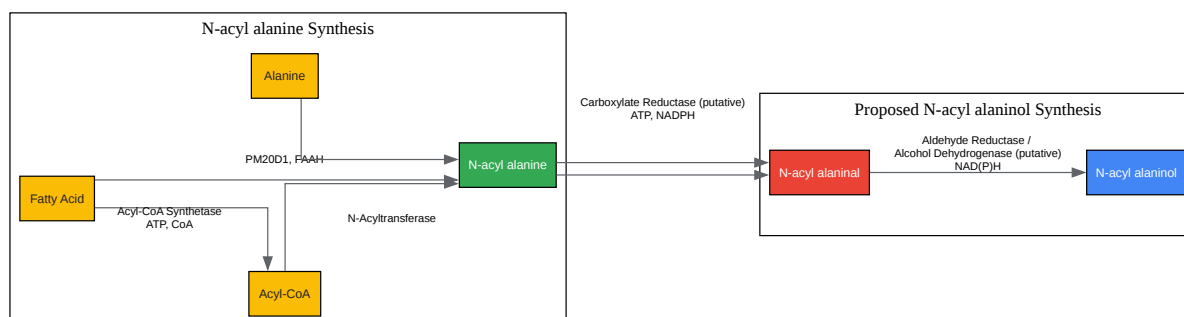 N-acyl alanine Synthesis
Alanine
PM20D1, FAAH
N-acyl alanine
Fatty Acid
Acyl-CoA Synthetase
ATP, CoA
N-Acyltransferase
Acyl-CoA
Carboxylate Reductase (putative)
ATP, NADPH
Proposed N-acyl alaninol Synthesis
N-acyl alaninal
Aldehyde Reductase /
Alcohol Dehydrogenase (putative)
NAD(P)H
N-acyl alaninol